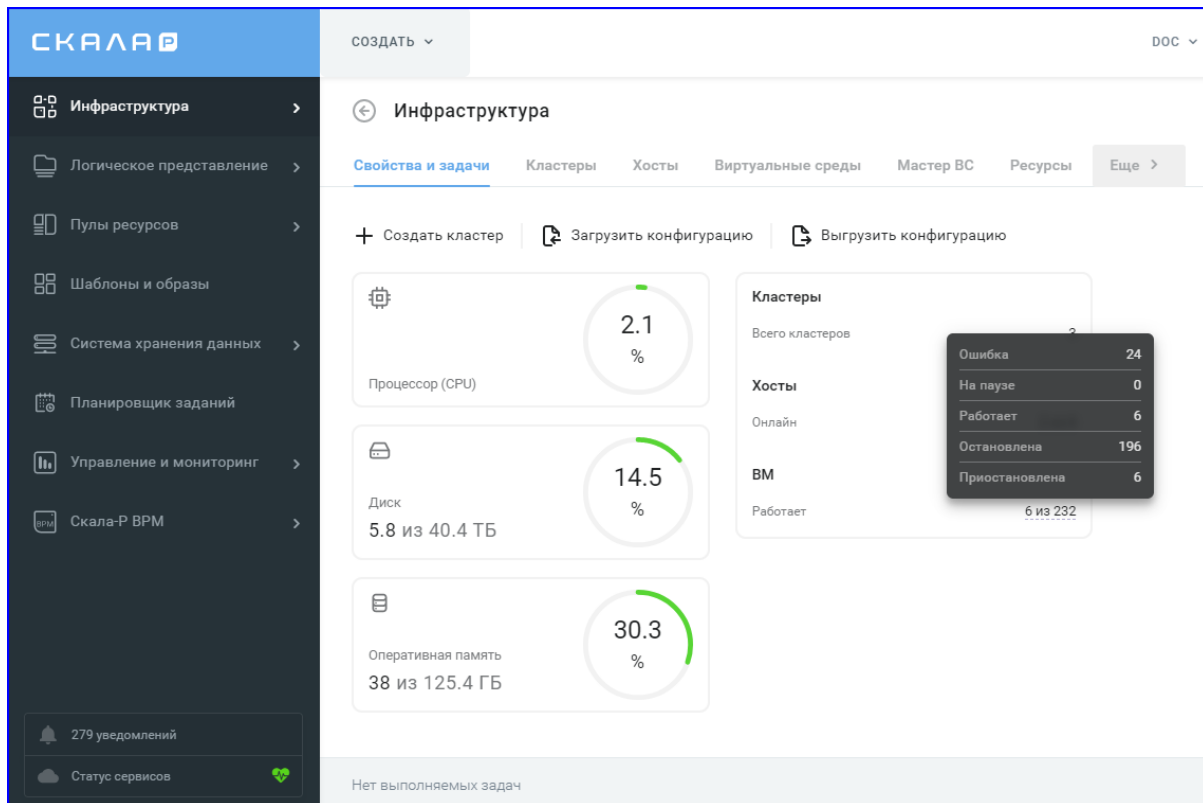 СКАЛА Р
СОЗДАТЬ
DOC
Инфраструктура
Логическое представление
Пулы ресурсов
Шаблоны и образы
Система хранения данных
Планировщик заданий
Управление и мониторинг
BPM
Скала-Р ВРМ
279 уведомлений
Статус сервисов
Инфраструктура
Свойства и задачи Кластеры Хосты Виртуальные среды Мастер ВС Ресурсы Еще
Создать кластер Загрузить конфигурацию Выгрузить конфигурацию
2.1
%
Процессор (CPU)
14.5
%
Диск
5.8 из 40.4 ТБ
30.3
%
Оперативная память
38 из 125.4 ГБ
Кластеры
Всего кластеров 3
Хосты
Онлайн
ВМ
Работает 6 из 232
Ошибка 24
На паузе 0
Работает 6
Остановлена 196
Приостановлена 6
Нет выполняемых задач